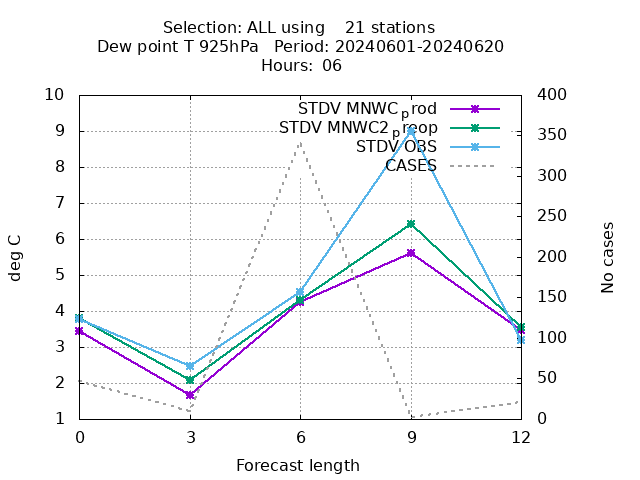 Selection: ALL using 21 stations
Dew point T 925hPa Period: 20240601-20240620
Hours: 06
10
9
8
7
6
5
4
3
2
1
400
350
300
250
200
150
100
50
0
0
3
6
9
12
deg C
No cases
Forecast length
STDV MNWC_prod
STDV MNWC2_preop
STDV OBS
CASES